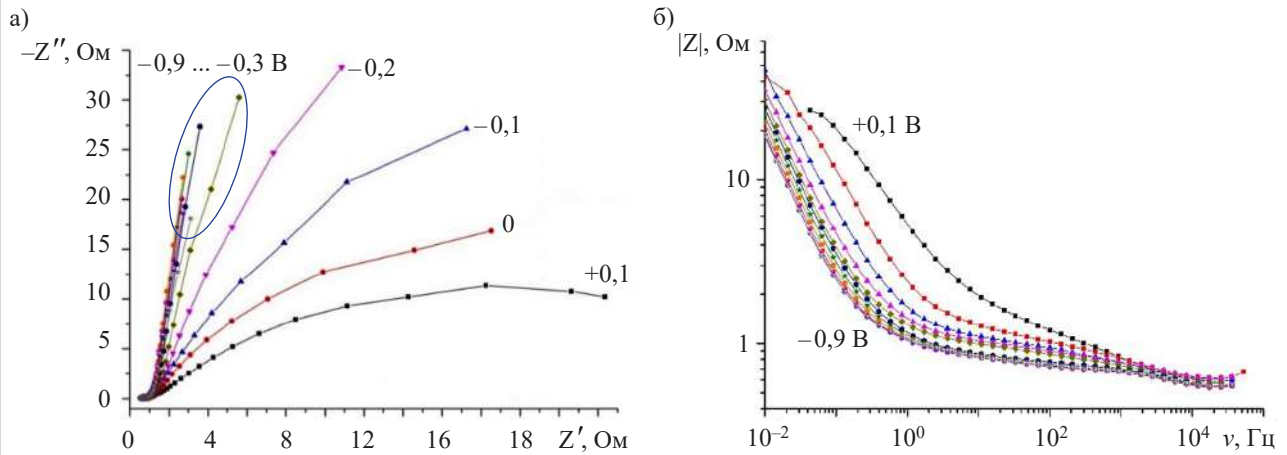 а)
–Z″, Ом
–0,9 ... –0,3 В
–0,2
–0,1
0
+0,1
30
25
20
15
10
5
0
0 4 8 12 16 18 Z′, Ом
б)
|Z|, Ом
+0,1 В
–0,9 В
10
1
10⁻² 10⁰ 10² 10⁴ ν, Гц